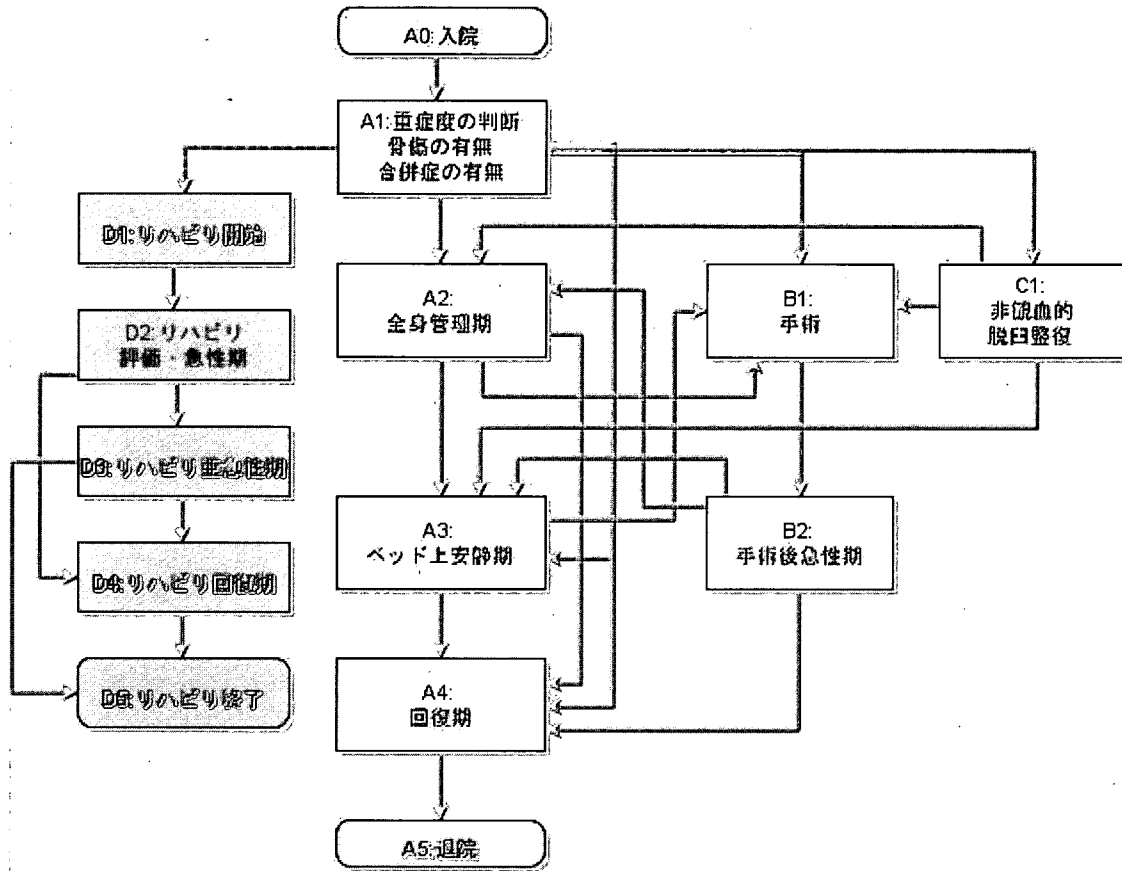 A0:入院
A1:重症度の判断
骨傷の有無
合併症の有無
D1:リハビリ開始
A2:
全身管理期
B1:
手術
C1:
非観血的
脱臼整復
D2:リハビリ
評価・急性期
D3:リハビリ亜急性期
A3:
ベッド上安静期
B2:
手術後急性期
D4:リハビリ回復期
D5:リハビリ終了
A4:
回復期
A5:退院